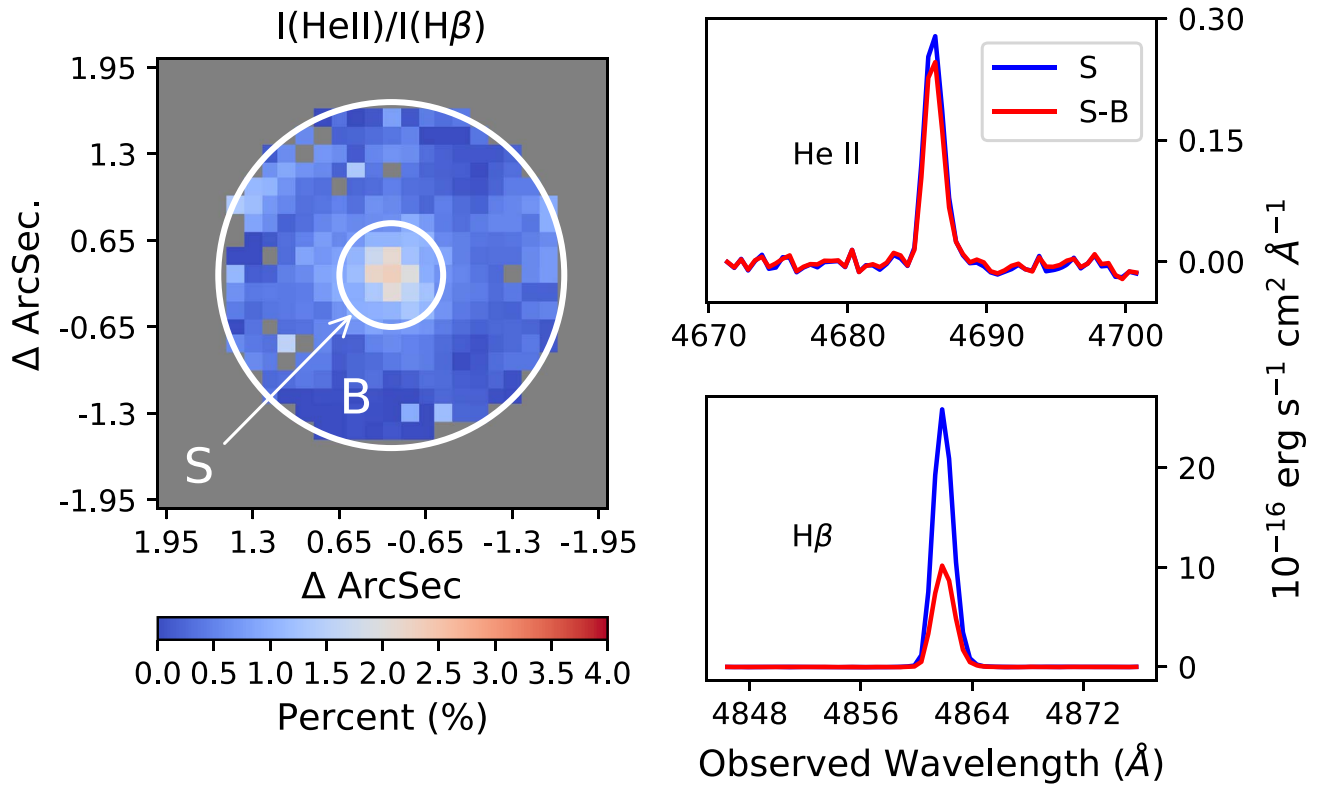 I(HeII)/I(Hβ)
1.95
1.3
0.65
-0.65
-1.3
-1.95
Δ ArcSec.
B
S
1.95 1.3 0.65 -0.65 -1.3 -1.95
Δ ArcSec
0.0 0.5 1.0 1.5 2.0 2.5 3.0 3.5 4.0
Percent (%)
S
S-B
He II
0.30
0.15
0.00
4670 4680 4690 4700
Hβ
20
10
0
4848 4856 4864 4872
Observed Wavelength (Å)
10⁻¹⁶ erg s⁻¹ cm² Å⁻¹